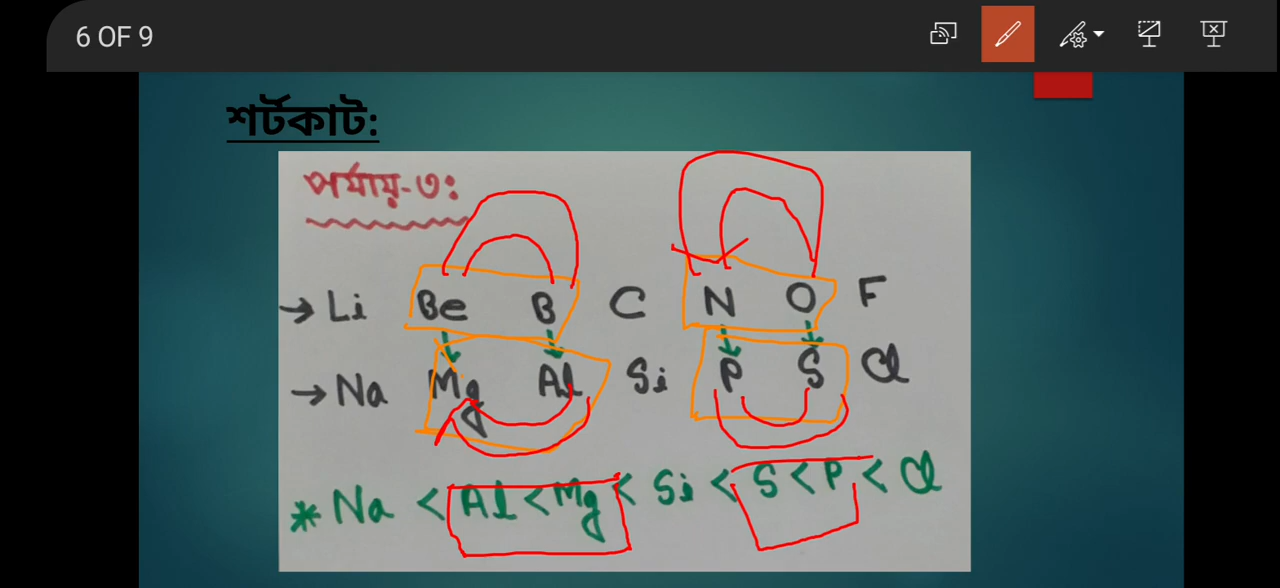 6 OF 9
শর্টকাট:
পর্যায়-৩:
→ Li Be B C N O F
→ Na Mg Al Si P S Cl
* Na < Al < Mg < Si < S < P < Cl